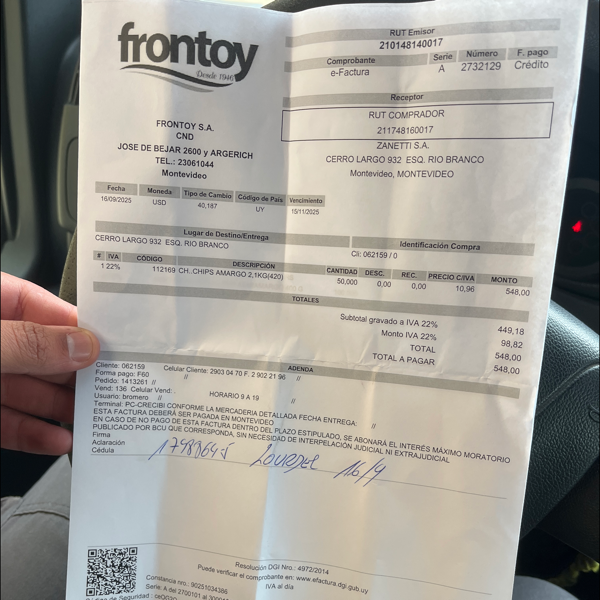 frontoy
Desde 1946
RUT Emisor
210148140017
Comprobante Serie Número F. pago
e-Factura A 2732129 Crédito
Receptor
RUT COMPRADOR
211748160017
ZANETTI S.A.
CERRO LARGO 932 ESQ. RIO BRANCO
Montevideo, MONTEVIDEO
FRONTOY S.A.
CND
JOSE DE BEJAR 2600 y ARGERICH
TEL.: 23061044
Montevideo
Fecha Moneda Tipo de Cambio Código de País Vencimiento
16/09/2025 USD 40,187 UY 15/11/2025
Lugar de Destino/Entrega Identificación Compra
CERRO LARGO 932 ESQ. RIO BRANCO Cli: 062159 / 0
# IVA CÓDIGO DESCRIPCIÓN CANTIDAD DESC. REC. PRECIO C/IVA MONTO
1 22% 112169 CH..CHIPS AMARGO 2,1KG(420) 50,000 0,00 0,00 10,96 548,00
TOTALES
Subtotal gravado a IVA 22% 449,18
Monto IVA 22% 98,82
TOTAL 548,00
TOTAL A PAGAR 548,00
ADENDA
Cliente: 062159 Celular Cliente: 2903 04 70 F. 2 902 21 96 //
Forma pago: F60
Pedido: 1413261 // //
Vend: 136 Celular Vend: . HORARIO 9 A 19
Usuario: bromero // //
Terminal: PC-CRECIBI CONFORME LA MERCADERIA DETALLADA FECHA ENTREGA: //
ESTA FACTURA DEBERÁ SER PAGADA EN MONTEVIDEO
EN CASO DE NO PAGO DE ESTA FACTURA DENTRO DEL PLAZO ESTIPULADO, SE ABONARÁ EL INTERÉS MÁXIMO MORATORIO
PUBLICADO POR BCU QUE CORRESPONDA, SIN NECESIDAD DE INTERPELACIÓN JUDICIAL NI EXTRAJUDICIAL
Firma
Aclaración
Cédula 16/9
Resolución DGI Nro.: 4972/2014
Puede verificar el comprobante en: www.efactura.dgi.gub.uy
IVA al día
Constancia nro.: 90251034386